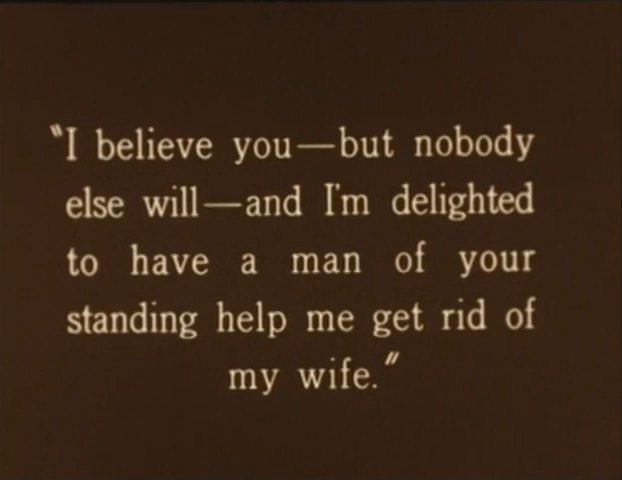 "I believe you—but nobody
else will—and I'm delighted
to have a man of your
standing help me get rid of
my wife."